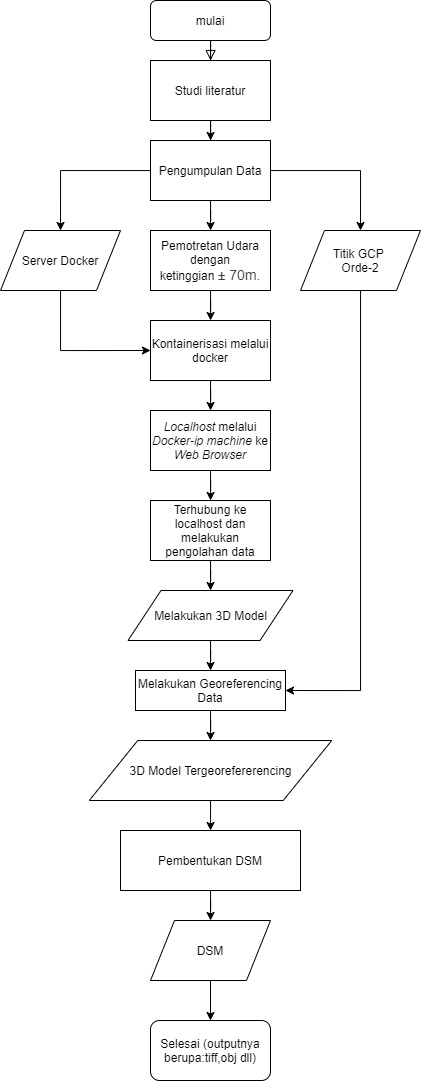 mulai
Studi literatur
Pengumpulan Data
Server Docker
Pemotretan Udara
dengan
ketinggian ± 70m.
Titik GCP
Orde-2
Kontainerisasi melalui
docker
Localhost melalui
Docker-ip machine ke
Web Browser
Terhubung ke
localhost dan
melakukan
pengolahan data
Melakukan 3D Model
Melakukan Georeferencing
Data
3D Model Tergeorefererencing
Pembentukan DSM
DSM
Selesai (outputnya
berupa:tiff,obj dll)